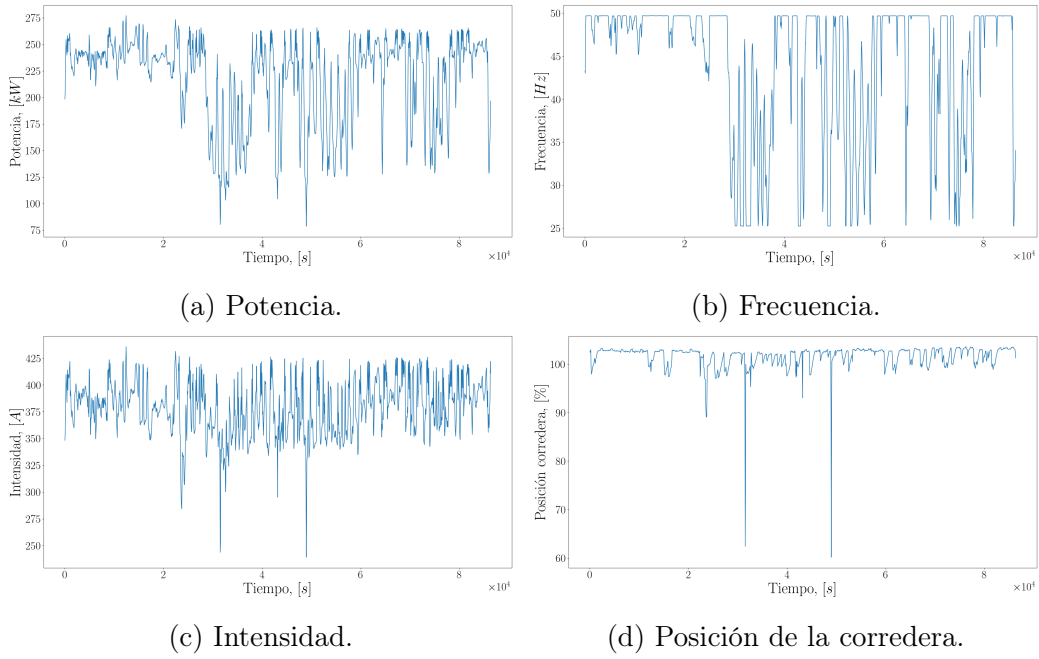 275
250
225
200
175
150
125
100
75
Potencia, [kW]
0 2 4 6 8
×10⁴
Tiempo, [s]
(a) Potencia.
50
45
40
35
30
25
Frecuencia, [Hz]
0 2 4 6 8
×10⁴
Tiempo, [s]
(b) Frecuencia.
425
400
375
350
325
300
275
250
Intensidad, [A]
0 2 4 6 8
×10⁴
Tiempo, [s]
(c) Intensidad.
100
90
80
70
60
Posición corredera, [%]
0 2 4 6 8
×10⁴
Tiempo, [s]
(d) Posición de la corredera.